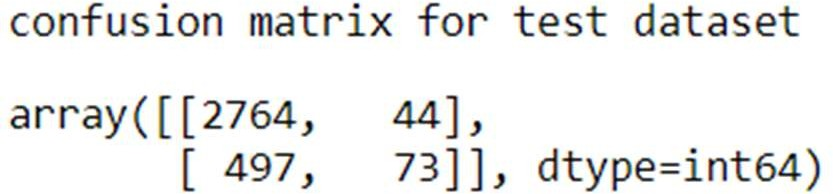 confusion matrix for test dataset
array([[2764,   44],
       [ 497,   73]], dtype=int64)